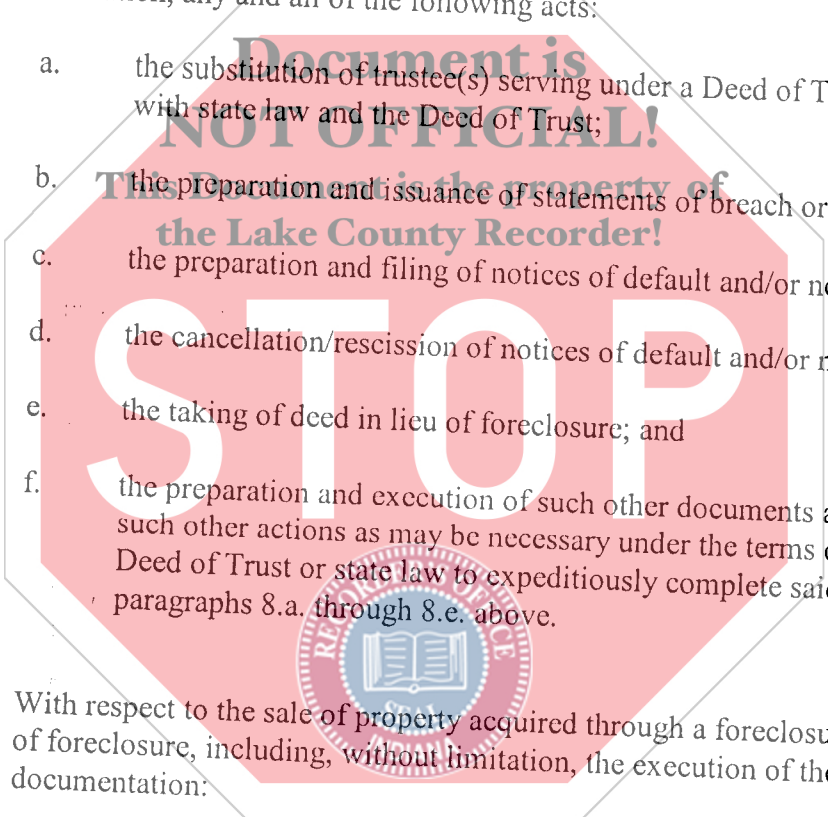 any and all of the following acts:
Document is
a. the substitution of trustee(s) serving under a Deed of T
with state law and the Deed of Trust;
NOT OFFICIAL!
b. the preparation and issuance of statements of breach or
This Document is the property of
the Lake County Recorder!
c. the preparation and filing of notices of default and/or
d. the cancellation/rescission of notices of default and/or
STOP
e. the taking of deed in lieu of foreclosure; and
f. the preparation and execution of such other documents
such other actions as may be necessary under the terms
Deed of Trust or state law to expeditiously complete
paragraphs 8.a. through 8.e. above.
RECORDER'S OFFICE
SEAL
INDIANA
With respect to the sale of property acquired through a foreclosu
of foreclosure, including, without limitation, the execution of the
documentation: